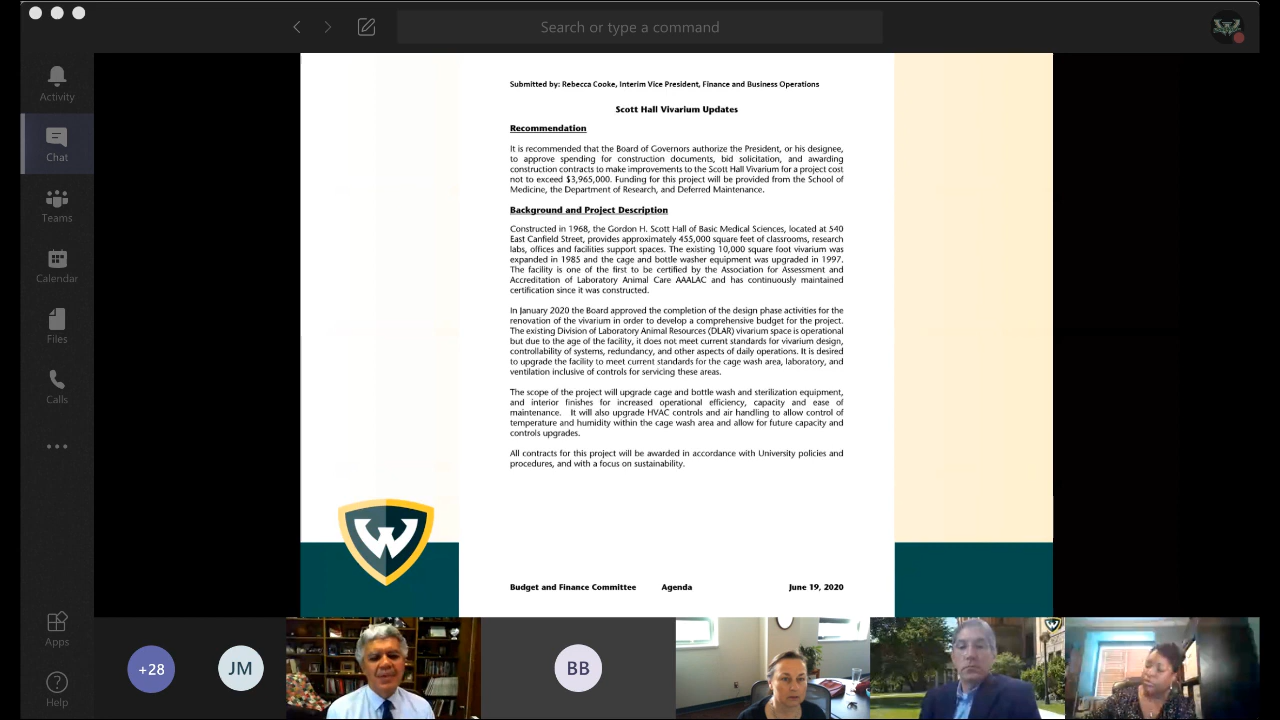 Search or type a command
Activity
Chat
Teams
Calendar
Files
Calls
Apps
Help
Submitted by: Rebecca Cooke, Interim Vice President, Finance and Business Operations
Scott Hall Vivarium Updates
Recommendation
It is recommended that the Board of Governors authorize the President, or his designee,
to approve spending for construction documents, bid solicitation, and awarding
construction contracts to make improvements to the Scott Hall Vivarium for a project cost
not to exceed $3,965,000. Funding for this project will be provided from the School of
Medicine, the Department of Research, and Deferred Maintenance.
Background and Project Description
Constructed in 1968, the Gordon H. Scott Hall of Basic Medical Sciences, located at 540
East Canfield Street, provides approximately 455,000 square feet of classrooms, research
labs, offices and facilities support spaces. The existing 10,000 square foot vivarium was
expanded in 1985 and the cage and bottle washer equipment was upgraded in 1997.
The facility is one of the first to be certified by the Association for Assessment and
Accreditation of Laboratory Animal Care AAALAC and has continuously maintained
certification since it was constructed.
In January 2020 the Board approved the completion of the design phase activities for the
renovation of the vivarium in order to develop a comprehensive budget for the project.
The existing Division of Laboratory Animal Resources (DLAR) vivarium space is operational
but due to the age of the facility, it does not meet current standards for vivarium design,
controllability of systems, redundancy, and other aspects of daily operations. It is desired
to upgrade the facility to meet current standards for the cage wash area, laboratory, and
ventilation inclusive of controls for servicing these areas.
The scope of the project will upgrade cage and bottle wash and sterilization equipment,
and interior finishes for increased operational efficiency, capacity and ease of
maintenance. It will also upgrade HVAC controls and air handling to allow control of
temperature and humidity within the cage wash area and allow for future capacity and
controls upgrades.
All contracts for this project will be awarded in accordance with University policies and
procedures, and with a focus on sustainability.
W
Budget and Finance Committee Agenda June 19, 2020
+28
JM
BB
W